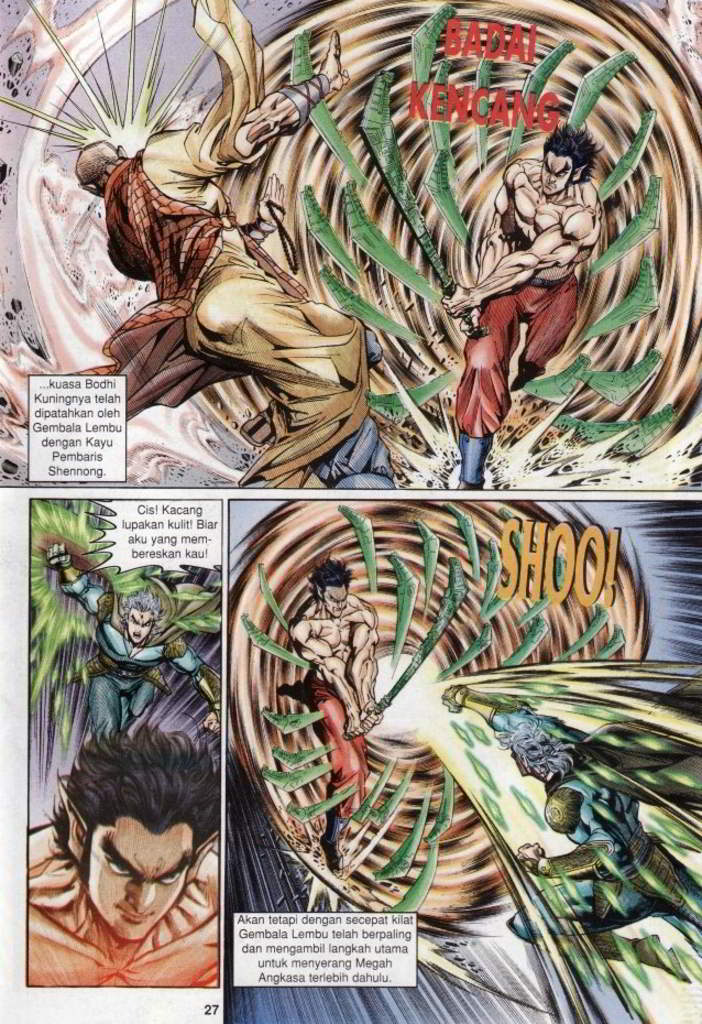 BADAI
KENCANG
...kuasa Bodhi
Kuningnya telah
dipatahkan oleh
Gembala Lembu
dengan Kayu
Pembaris
Shennong.
Cis! Kacang
lupakan kulit! Biar
aku yang mem-
bereskan kau!
SHOO!
Akan tetapi dengan secepat kilat
Gembala Lembu telah berpaling
dan mengambil langkah utama
untuk menyerang Megah
Angkasa terlebih dahulu.
27